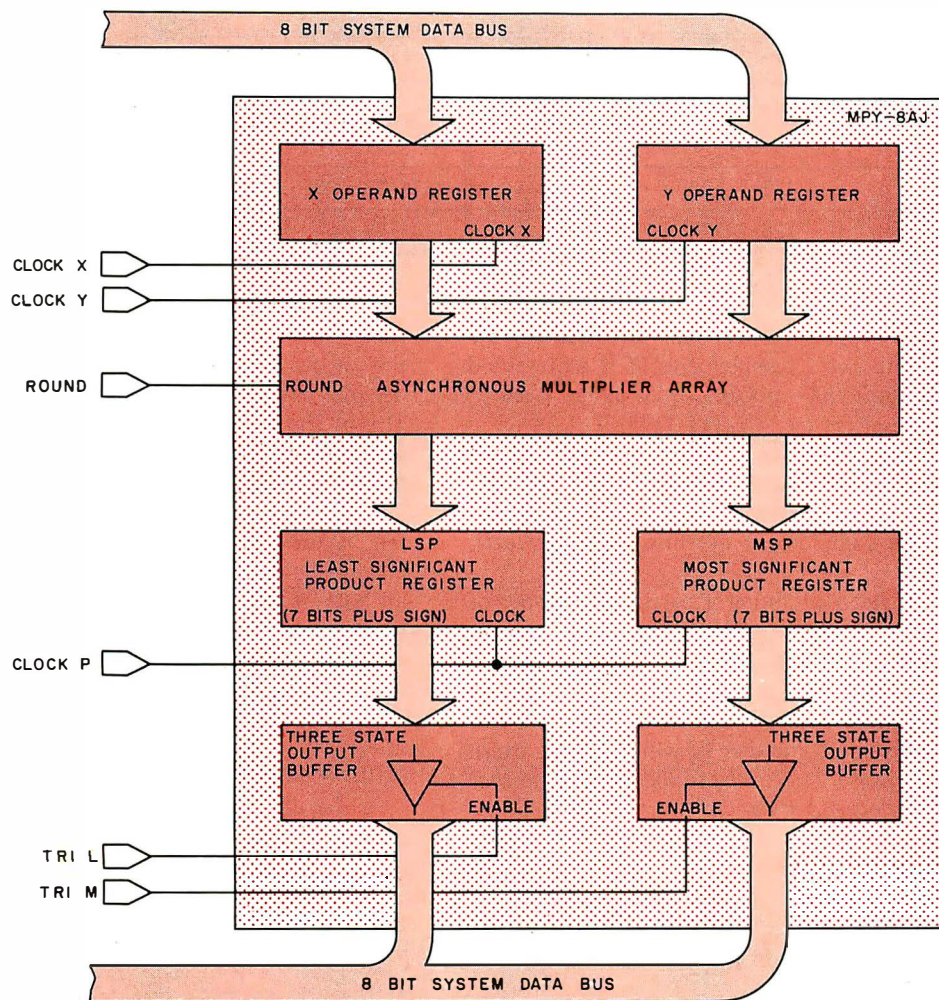 8 BIT SYSTEM DATA BUS
MPY-8AJ
X OPERAND REGISTER
CLOCK X
Y OPERAND REGISTER
CLOCK Y
CLOCK X
CLOCK Y
ROUND
ROUND ASYNCHRONOUS MULTIPLIER ARRAY
LSP
LEAST SIGNIFICANT
PRODUCT REGISTER
(7 BITS PLUS SIGN) CLOCK
MSP
MOST SIGNIFICANT
PRODUCT REGISTER
CLOCK (7 BITS PLUS SIGN)
CLOCK P
THREE STATE
OUTPUT
BUFFER
ENABLE
THREE STATE
OUTPUT
BUFFER
ENABLE
TRI L
TRI M
8 BIT SYSTEM DATA BUS